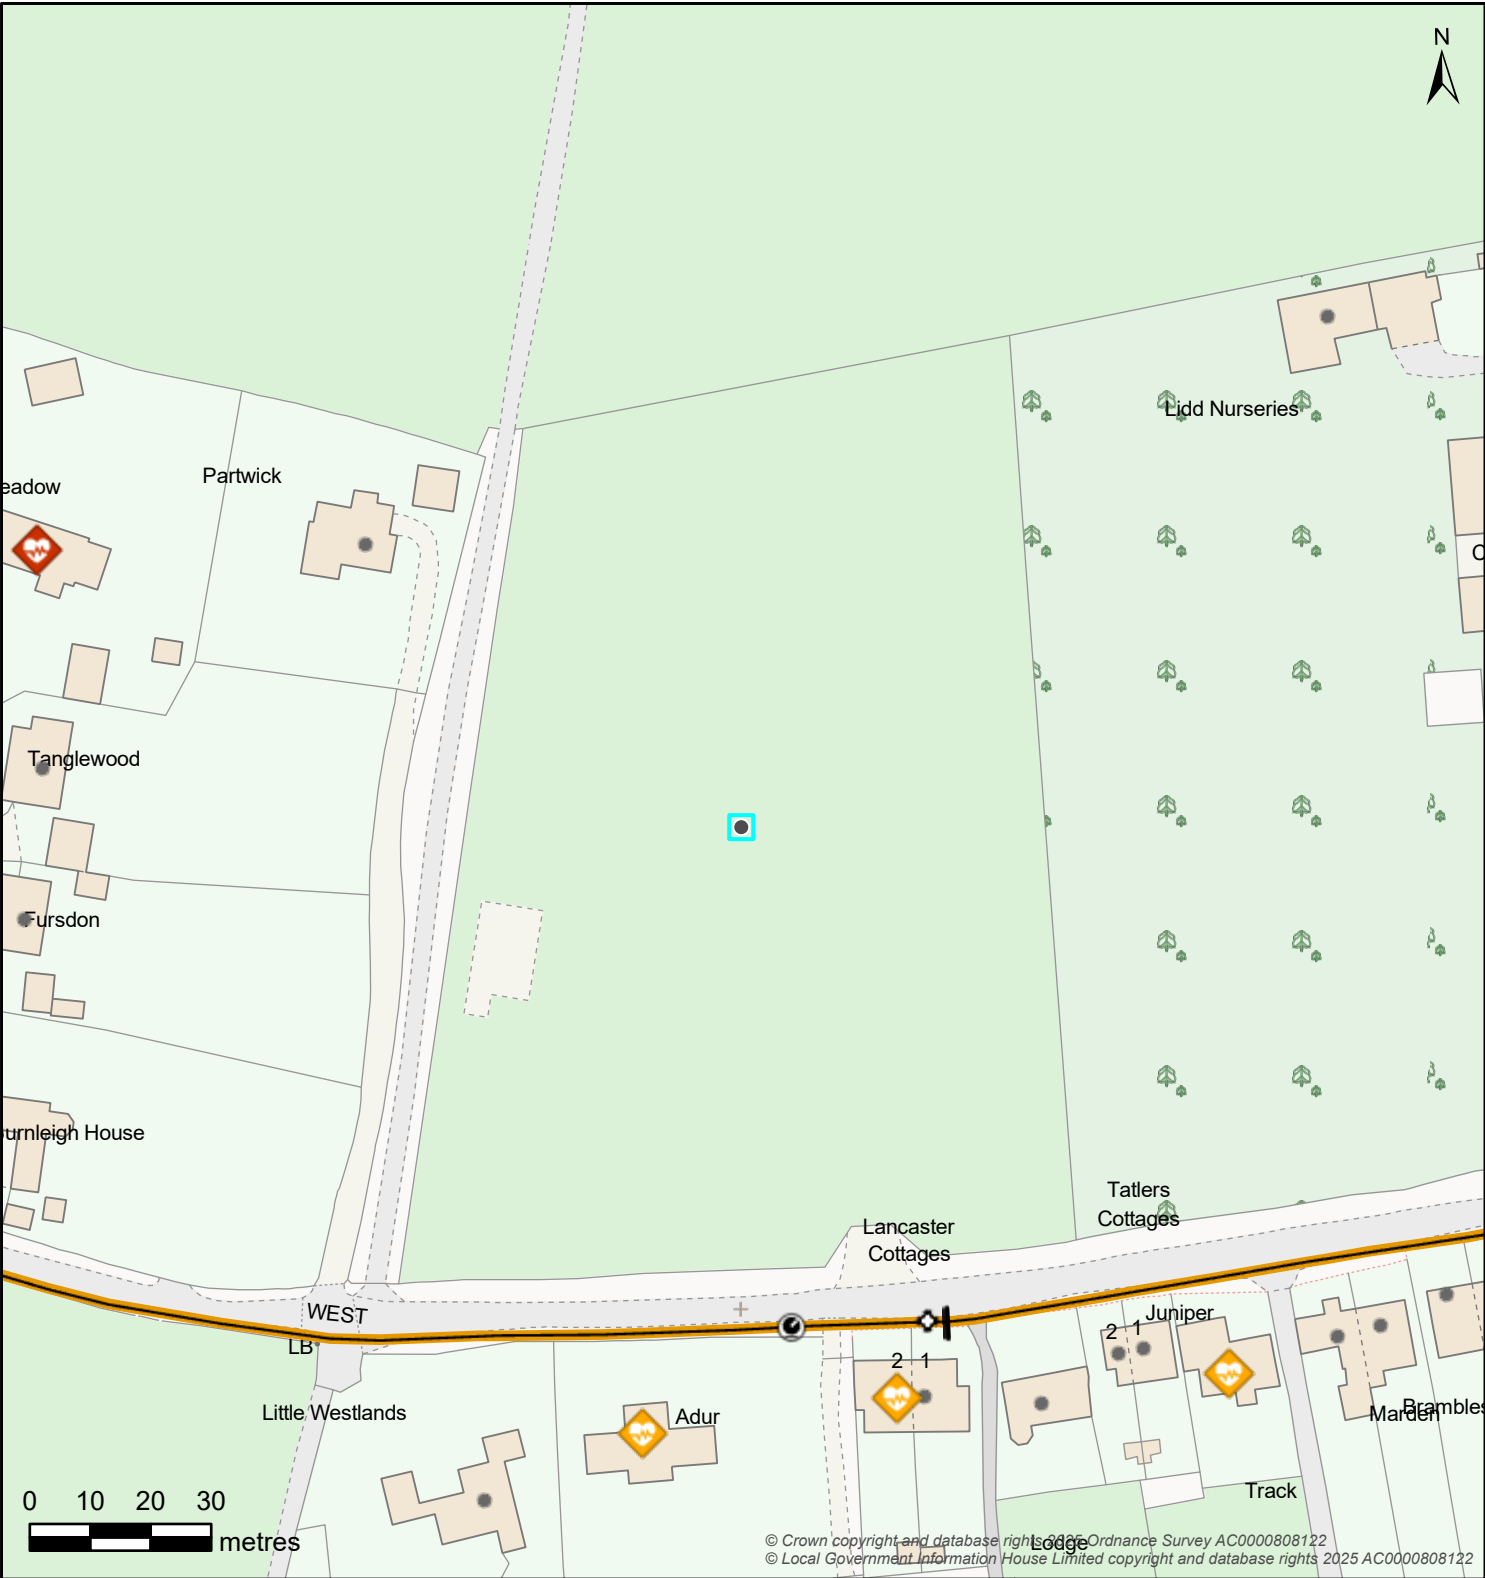 N
Lidd Nurseries
Partwick
eadow
C
Tanglewood
Fursdon
urnleigh House
Tatlers
Cottages
Lancaster
Cottages
WEST
LB
Juniper
2 1
2 1
Little Westlands
Adur
Marden
Brambles
Track
Lodge
0 10 20 30
metres
© Crown copyright and database rights 2025 Ordnance Survey AC0000808122
© Local Government Information House Limited copyright and database rights 2025 AC0000808122